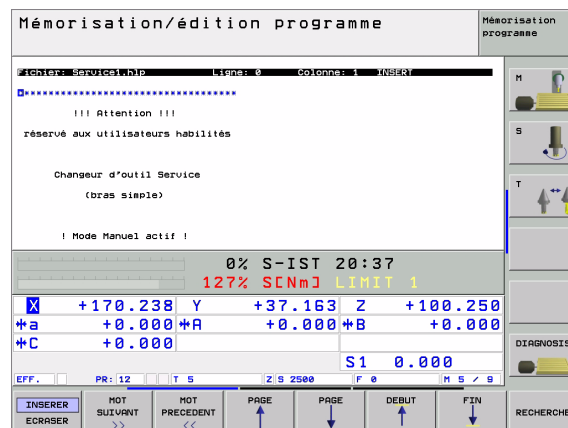 Mémorisation/édition programme
Mémorisation
programme
Fichier: Service1.hlp Ligne: 0 Colonne: 1 INSERT
!!! Attention !!!
réservé aux utilisateurs habilités
Changeur d'outil Service
(bras simple)
! Mode Manuel actif !
0% S-IST 20:37
127% S[Nm] LIMIT 1
X +170.238 Y +37.163 Z +100.250
a +0.000 A +0.000 B +0.000
C +0.000
S1 0.000
EFF. PR: 12 T 5 Z S 2500 F 0 M 5 / 9
M
S
T
DIAGNOSIS
INSERER
ECRASER
MOT
SUIVANT
>>
MOT
PRECEDENT
<<
PAGE
PAGE
DEBUT
FIN
RECHERCHE